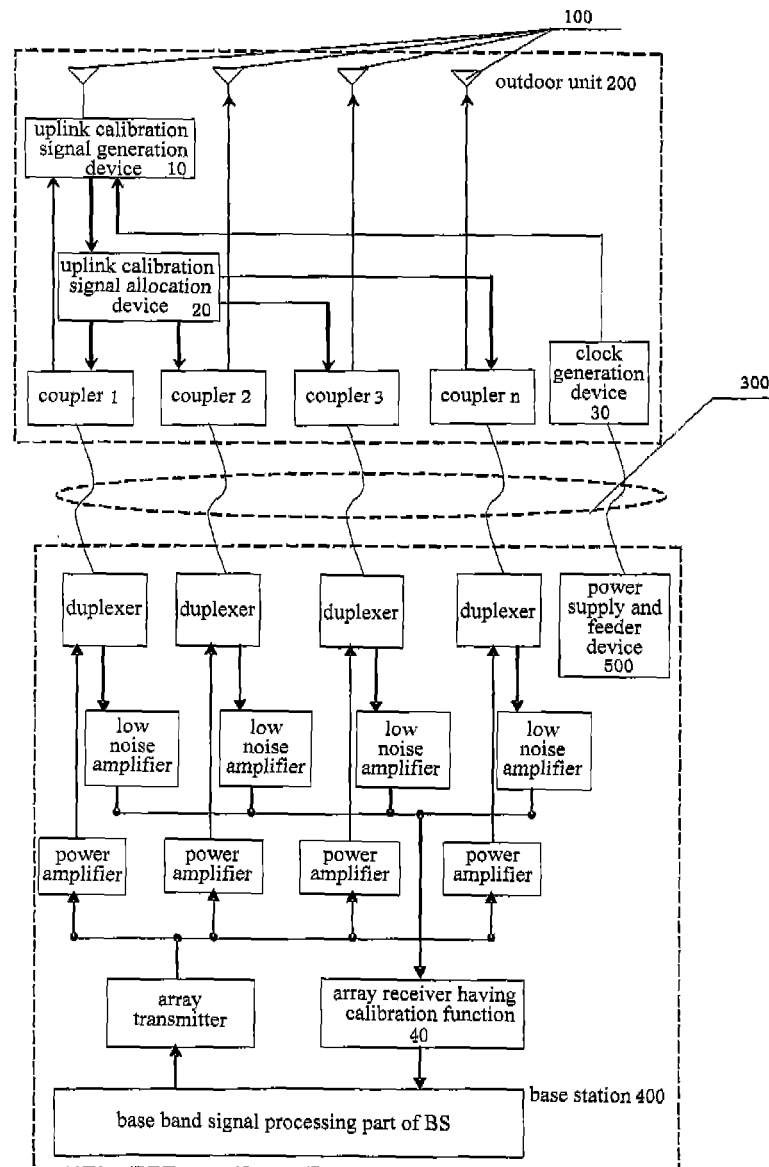 100
outdoor unit 200
uplink calibration
signal generation
device 10
uplink calibration
signal allocation
device 20
coupler 1
coupler 2
coupler 3
coupler n
clock
generation
device
30
300
duplexer
duplexer
duplexer
duplexer
power
supply and
feeder
device
500
low
noise
amplifier
low
noise
amplifier
low
noise
amplifier
low
noise
amplifier
power
amplifier
power
amplifier
power
amplifier
power
amplifier
array
transmitter
array receiver having
calibration function
40
base station 400
base band signal processing part of BS